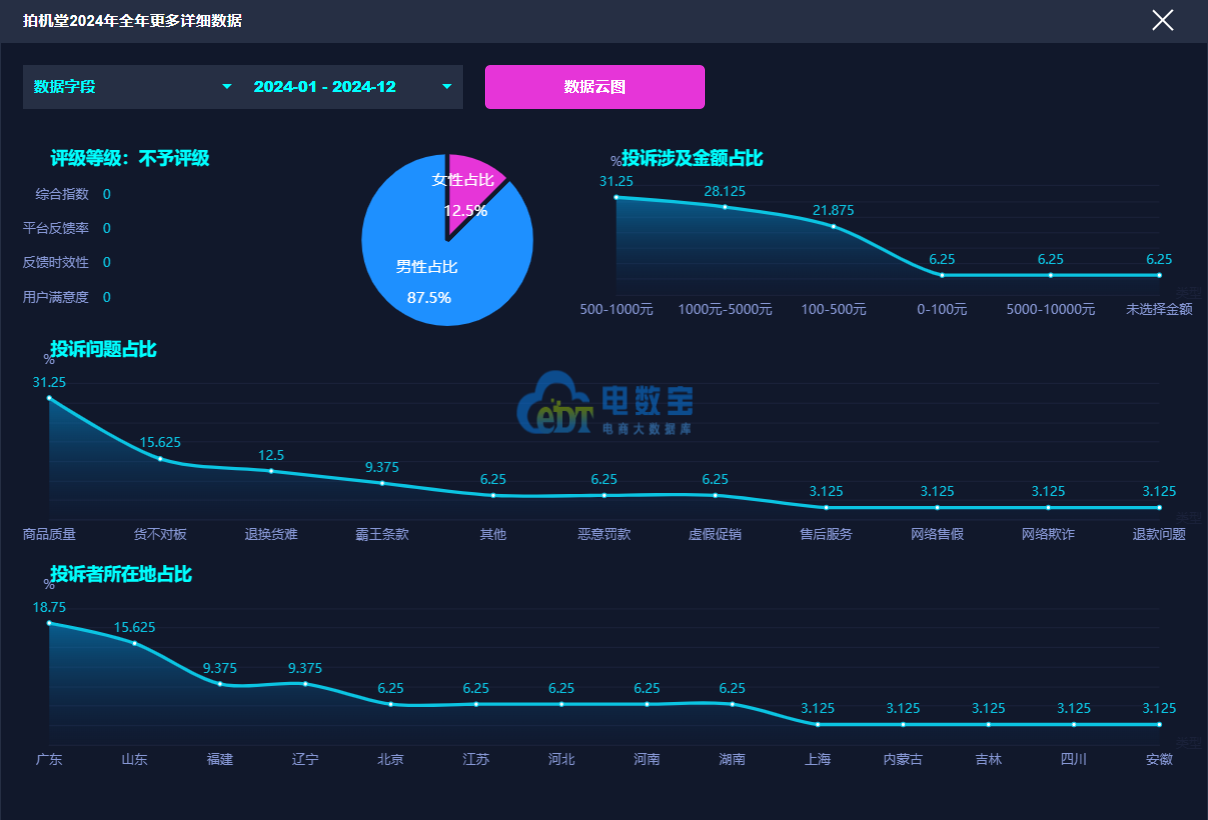 拍机堂2024年全年更多详细数据
数据字段
2024-01 - 2024-12
数据云图
评级等级：不予评级
综合指数 0
平台反馈率 0
反馈时效性 0
用户满意度 0
女性占比
12.5%
男性占比
87.5%
%
投诉涉及金额占比
31.25 28.125 21.875 6.25 6.25 6.25
类型
500-1000元 1000元-5000元 100-500元 0-100元 5000-10000元 未选择金额
投诉问题占比
%
31.25 15.625 12.5 9.375 6.25 6.25 6.25 3.125 3.125 3.125 3.125
类型
商品质量 货不对板 退换货难 霸王条款 其他 恶意罚款 虚假促销 售后服务 网络售假 网络欺诈 退款问题
eDT 电数宝
电商大数据库
投诉者所在地占比
%
18.75 15.625 9.375 9.375 6.25 6.25 6.25 6.25 6.25 3.125 3.125 3.125 3.125 3.125
类型
广东 山东 福建 辽宁 北京 江苏 河北 河南 湖南 上海 内蒙古 吉林 四川 安徽